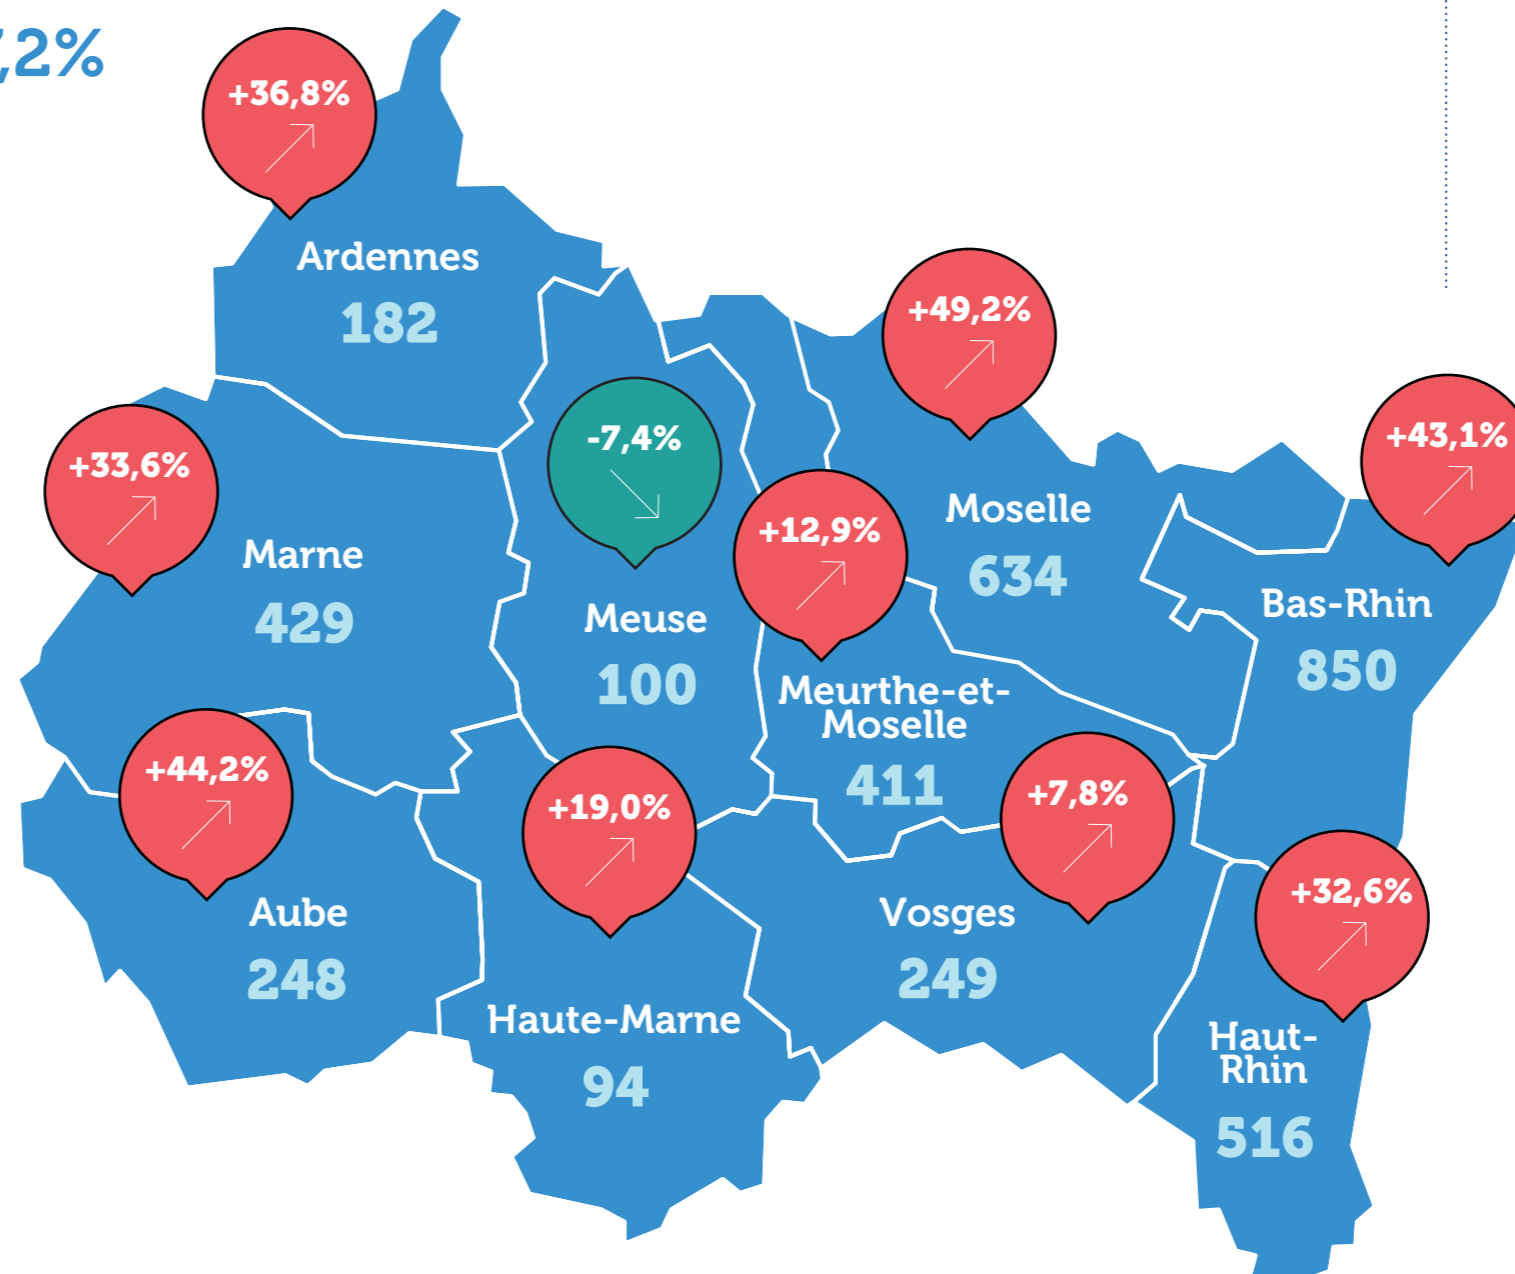 ,2%
+36,8%
Ardennes
182
+49,2%
+33,6%
-7,4%
+43,1%
Marne
429
+12,9%
Moselle
634
Meuse
100
Bas-Rhin
850
Meurthe-et-
Moselle
411
+44,2%
+19,0%
+7,8%
Aube
248
Vosges
249
+32,6%
Haute-Marne
94
Haut-
Rhin
516